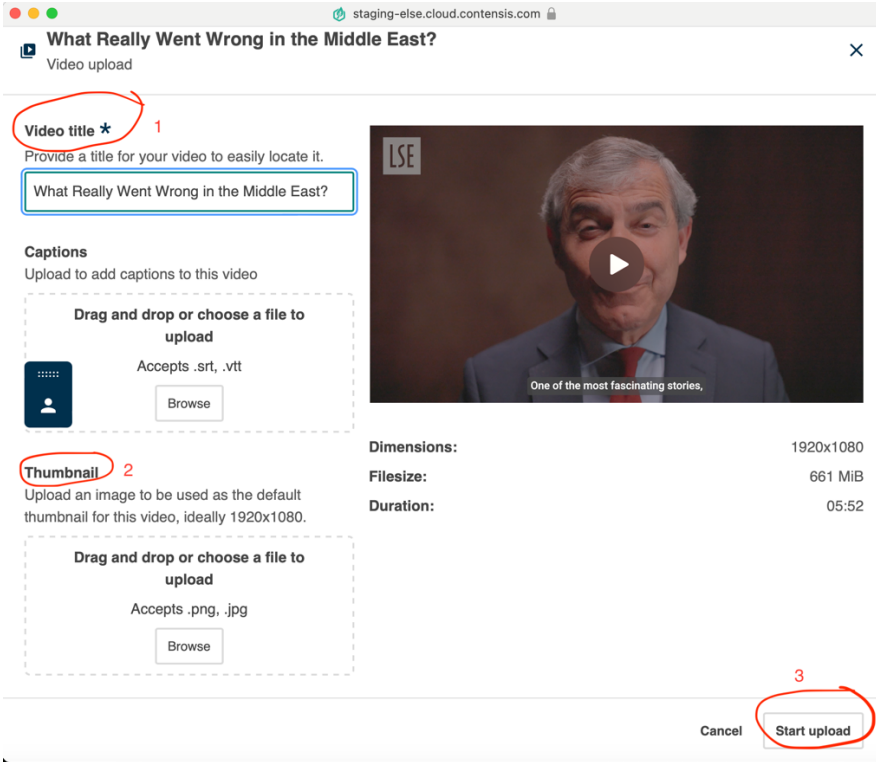 staging-else.cloud.contensis.com
What Really Went Wrong in the Middle East?
Video upload
Video title *
1
Provide a title for your video to easily locate it.
What Really Went Wrong in the Middle East?
Captions
Upload to add captions to this video
Drag and drop or choose a file to
upload
Accepts .srt, .vtt
Browse
Thumbnail
2
Upload an image to be used as the default
thumbnail for this video, ideally 1920x1080.
Drag and drop or choose a file to
upload
Accepts .png, .jpg
Browse
LSE
One of the most fascinating stories,
Dimensions: 1920x1080
Filesize: 661 MiB
Duration: 05:52
3
Cancel
Start upload